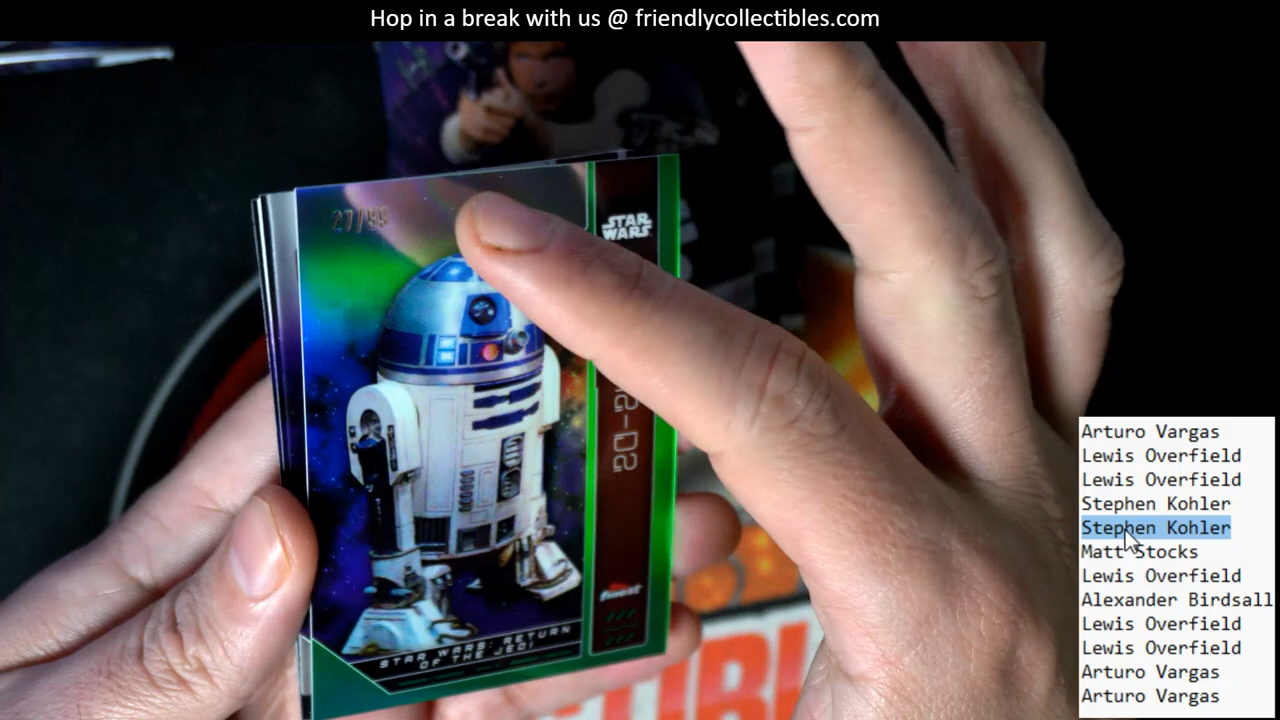 Hop in a break with us @ friendlycollectibles.com
27/99
STAR
WARS
R2-D2
finest
STAR WARS: RETURN
OF THE JEDI
Arturo Vargas
Lewis Overfield
Lewis Overfield
Stephen Kohler
Stephen Kohler
Matt Stocks
Lewis Overfield
Alexander Birdsall
Lewis Overfield
Lewis Overfield
Arturo Vargas
Arturo Vargas